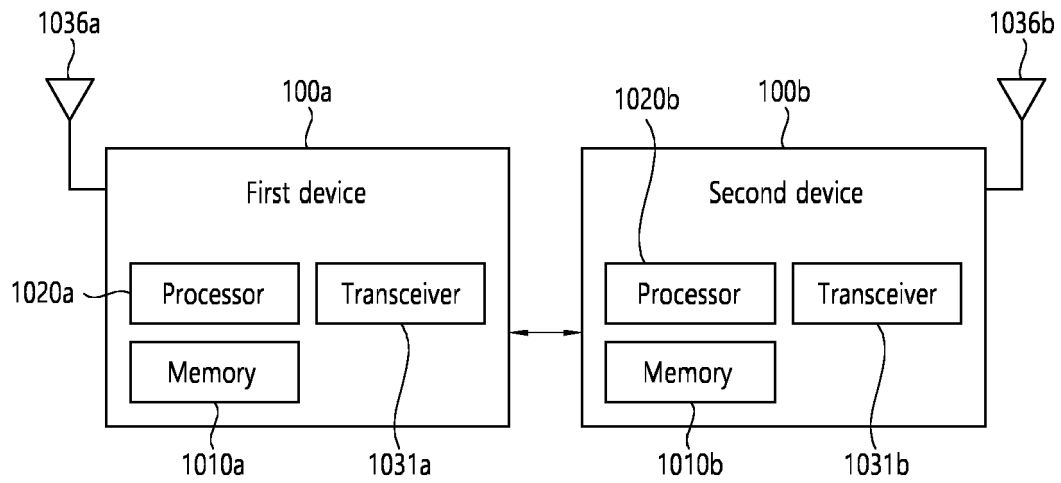 1036a
1036b
100a
1020b
100b
First device
Second device
1020a
Processor
Transceiver
Processor
Transceiver
Memory
Memory
1010a
1031a
1010b
1031b